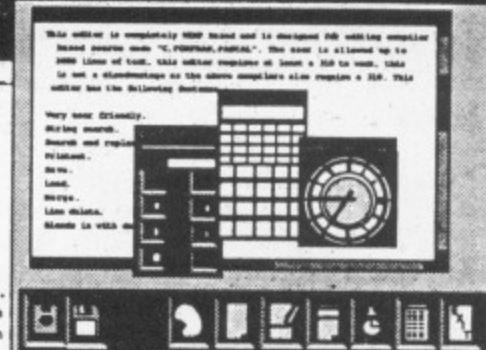 This editor is completely WIMP based and is designed for editing compiler
based source code "C.FORTRAN.PASCAL". The user is allowed up to
lines of text, this editor requires at least a 310 to work, this
is not a disadvantage as the above compilers also require a 310. This
editor has the following features
Very user friendly.
String search.
Search and replace
Printout.
Save.
Load.
Merge.
Line delete.
Blends in with